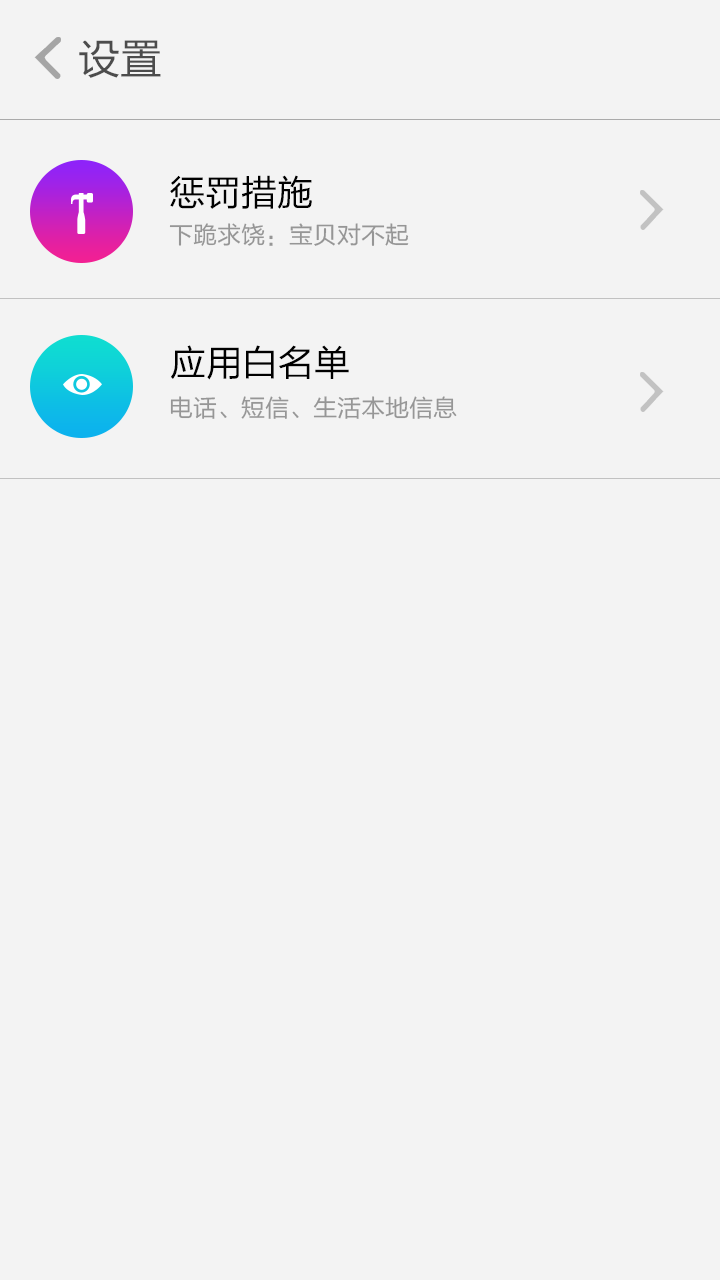 设置
惩罚措施
下跪求饶：宝贝对不起
应用白名单
电话、短信、生活本地信息